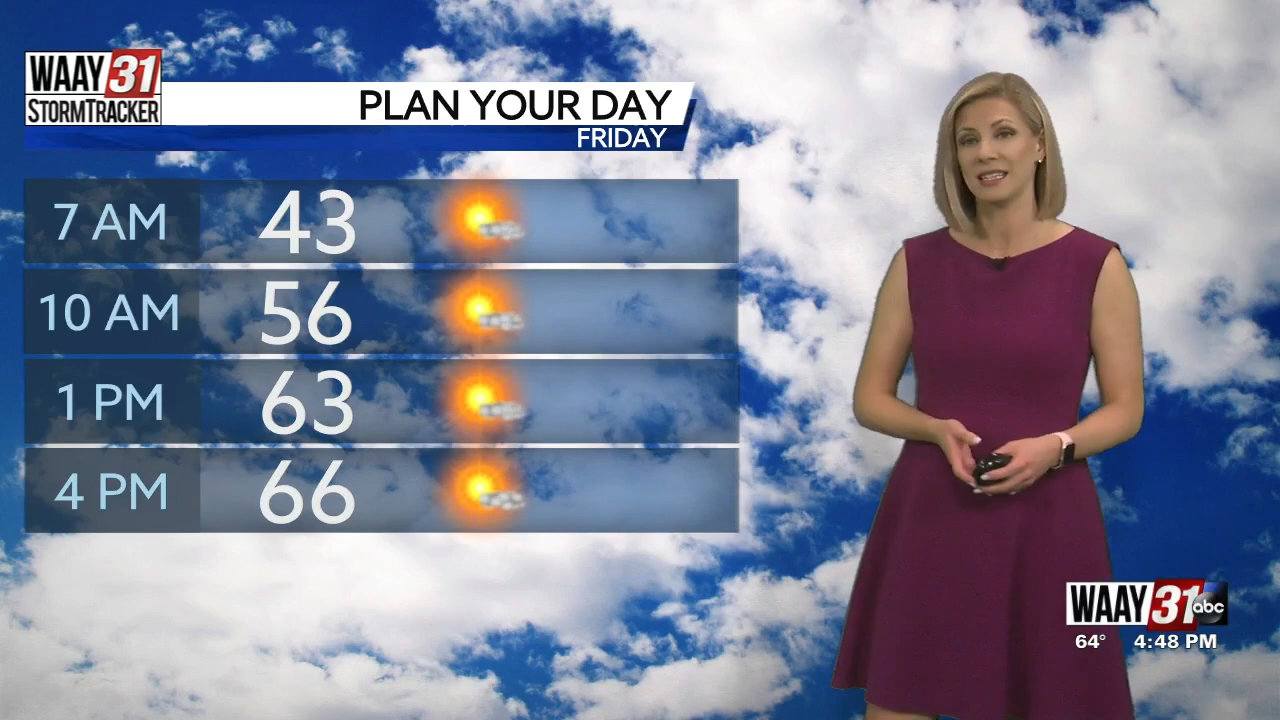 WAAY 31
STORMTRACKER
PLAN YOUR DAY
FRIDAY
7 AM 43
10 AM 56
1 PM 63
4 PM 66
WAAY 31 abc
64° 4:48 PM